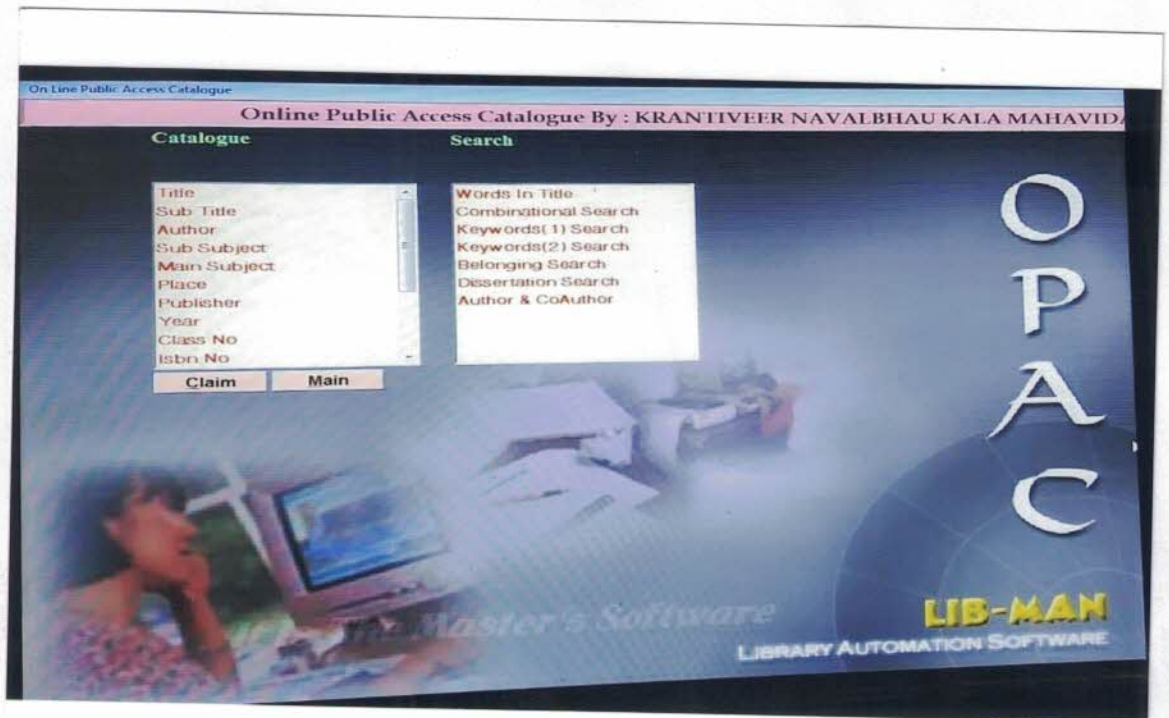 On Line Public Access Catalogue
Online Public Access Catalogue By : KRANTIVEER NAVALBHAU KALA MAHAVIDA
Catalogue
Title
Sub Title
Author
Sub Subject
Main Subject
Place
Publisher
Year
Class No
Isbn No
Claim
Main
Search
Words In Title
Combinational Search
Keywords(1) Search
Keywords(2) Search
Belonging Search
Dissertation Search
Author & CoAuthor
OPAC
The Master's Software
LIB-MAN
LIBRARY AUTOMATION SOFTWARE